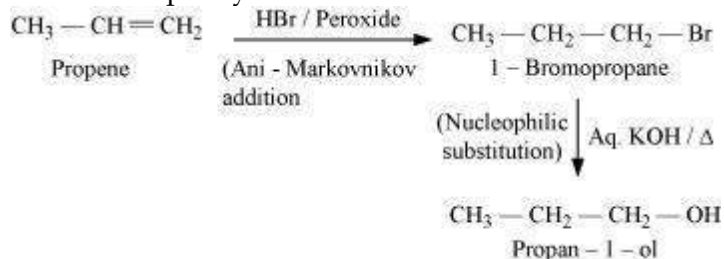 CH₃ — CH = CH₂
Propene
HBr / Peroxide
(Ani - Markovnikov
addition
CH₃ — CH₂ — CH₂ — Br
1 – Bromopropane
(Nucleophilic
substitution)
Aq. KOH / Δ
CH₃ — CH₂ — CH₂ — OH
Propan – 1 – ol